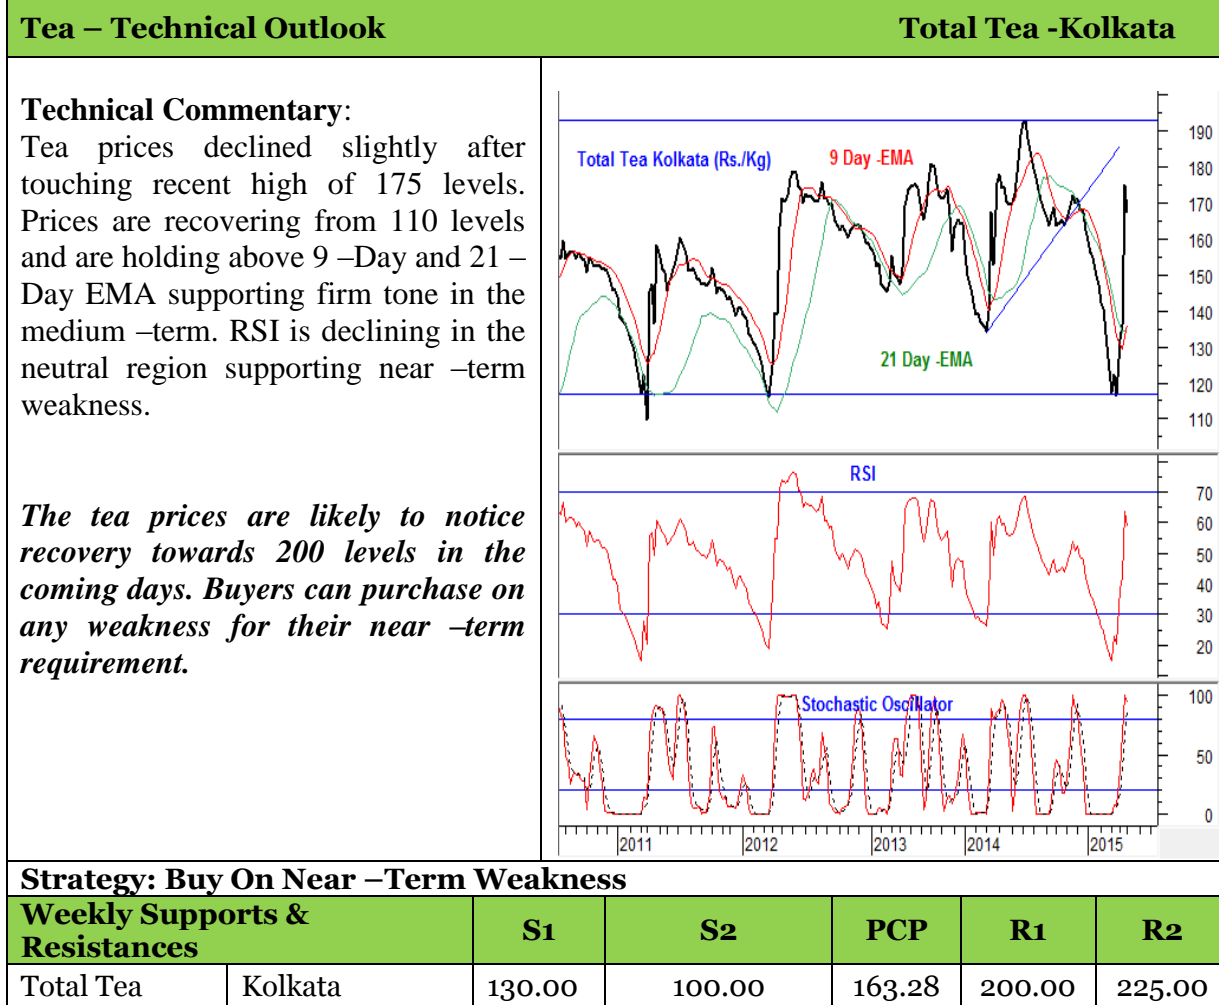 Tea – Technical Outlook Total Tea -Kolkata
Technical Commentary:
Tea prices declined slightly after
touching recent high of 175 levels.
Prices are recovering from 110 levels
and are holding above 9 –Day and 21 –
Day EMA supporting firm tone in the
medium –term. RSI is declining in the
neutral region supporting near –term
weakness.
The tea prices are likely to notice
recovery towards 200 levels in the
coming days. Buyers can purchase on
any weakness for their near –term
requirement.
Total Tea Kolkata (Rs./Kg)
9 Day -EMA
21 Day -EMA
190
180
170
160
150
140
130
120
110
RSI
70
60
50
40
30
20
Stochastic Oscillator
100
50
0
2011 2012 2013 2014 2015
Strategy: Buy On Near –Term Weakness
Weekly Supports &
Resistances
S1 S2 PCP R1 R2
Total Tea Kolkata 130.00 100.00 163.28 200.00 225.00